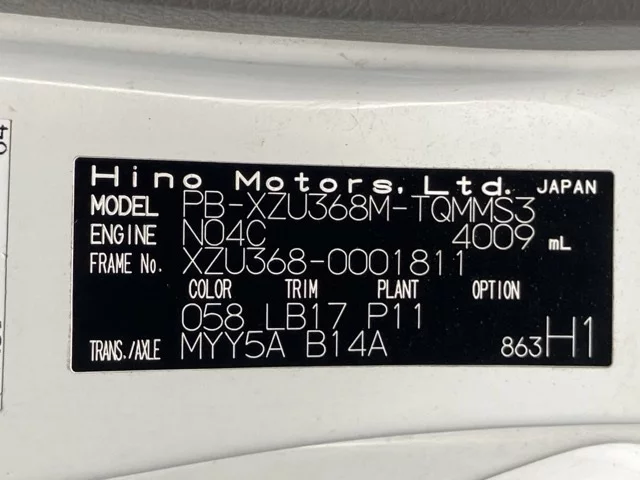 Hino Motors, Ltd. JAPAN
MODEL PB-XZU368M-TQMMS3
ENGINE N04C 4009 mL
FRAME No. XZU368-0001811
COLOR TRIM PLANT OPTION
058 LB17 P11
TRANS./AXLE MYY5A B14A 863H1